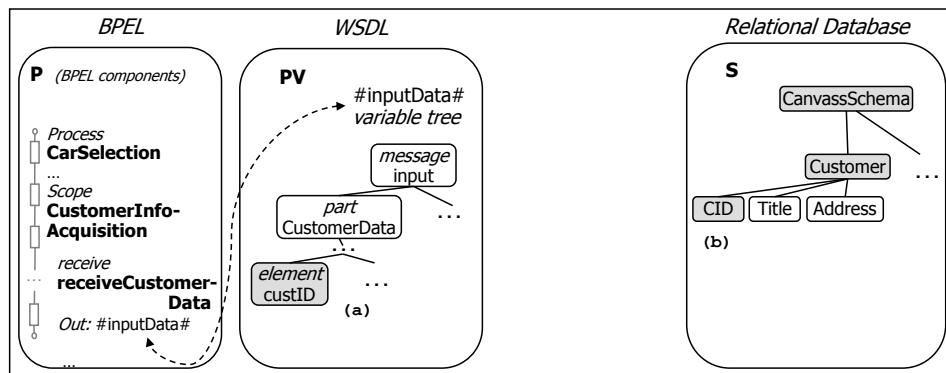 BPEL
P (BPEL components)
Process
CarSelection
...
Scope
CustomerInfo-
Acquisition
receive
...
receiveCustomer-
Data
Out: #inputData#
...
WSDL
PV
#inputData#
variable tree
message
input
part
CustomerData
...
...
element
custID
...
(a)
Relational Database
S
CanvassSchema
Customer
...
CID
Title
Address
(b)